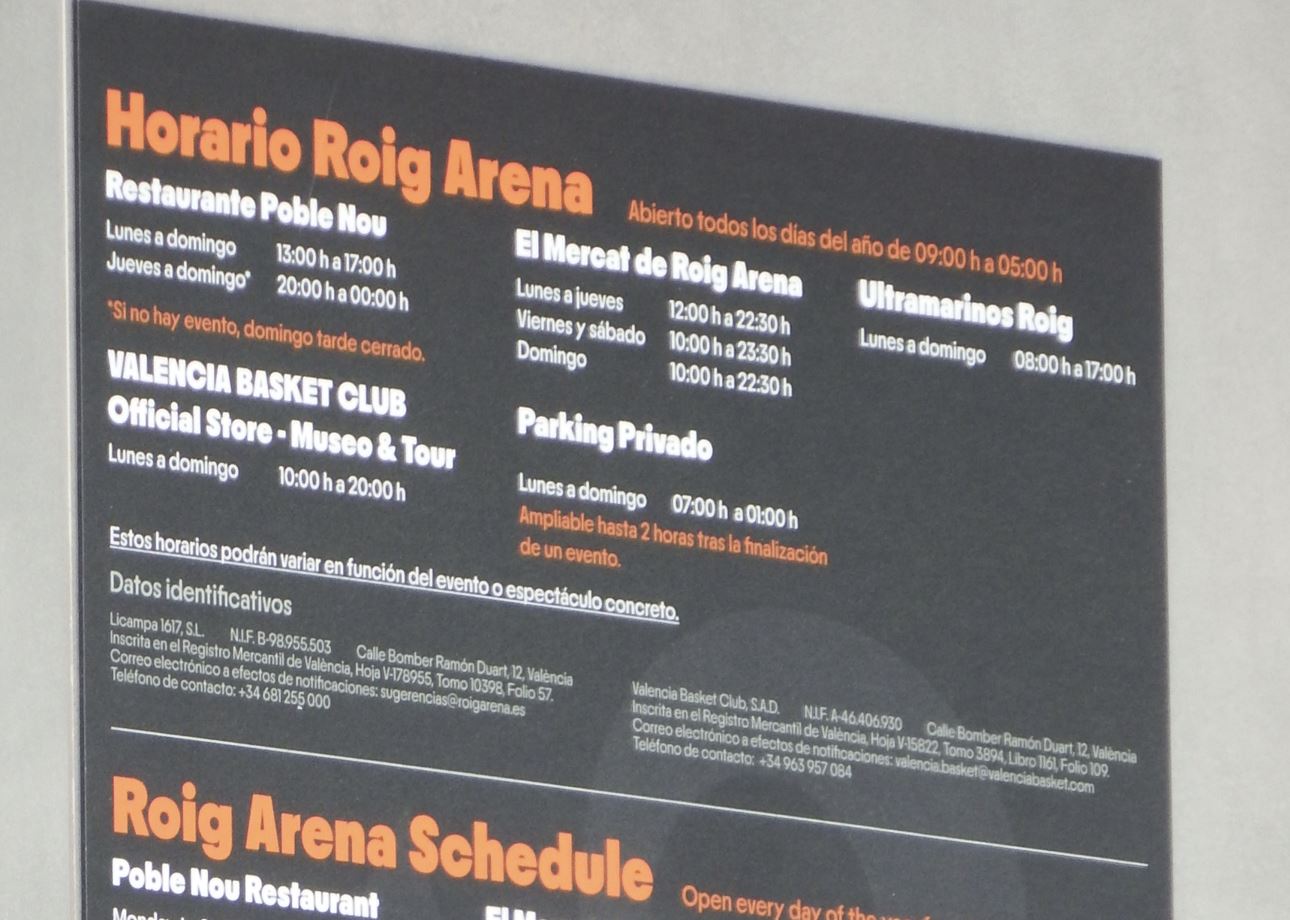 Horario Roig Arena
Abierto todos los días del año de 09:00 h a 05:00 h
Restaurante Poble Nou
Lunes a domingo 13:00 h a 17:00 h
Jueves a domingo* 20:00 h a 00:00 h
*Si no hay evento, domingo tarde cerrado.
VALENCIA BASKET CLUB
Official Store - Museo & Tour
Lunes a domingo 10:00 h a 20:00 h
El Mercat de Roig Arena
Lunes a jueves 12:00 h a 22:30 h
Viernes y sábado 10:00 h a 23:30 h
Domingo 10:00 h a 22:30 h
Parking Privado
Lunes a domingo 07:00 h a 01:00 h
Ampliable hasta 2 horas tras la finalización
de un evento.
Ultramarinos Roig
Lunes a domingo 08:00 h a 17:00 h
Estos horarios podrán variar en función del evento o espectáculo concreto.
Datos identificativos
Licampa 1617, S.L. N.I.F. B-98.955.503 Calle Bomber Ramón Duart, 12, València
Inscrita en el Registro Mercantil de València, Hoja V-178955, Tomo 10398, Folio 57.
Correo electrónico a efectos de notificaciones: sugerencias@roigarena.es
Teléfono de contacto: +34 681 255 000
Valencia Basket Club, S.A.D. N.I.F. A-46.406.930 Calle Bomber Ramón Duart, 12, València
Inscrita en el Registro Mercantil de València, Hoja V-15822, Tomo 3894, Libro 1161, Folio 109.
Correo electrónico a efectos de notificaciones: valencia.basket@valenciabasket.com
Teléfono de contacto: +34 963 957 084
Roig Arena Schedule
Open every day of the
Poble Nou Restaurant
El